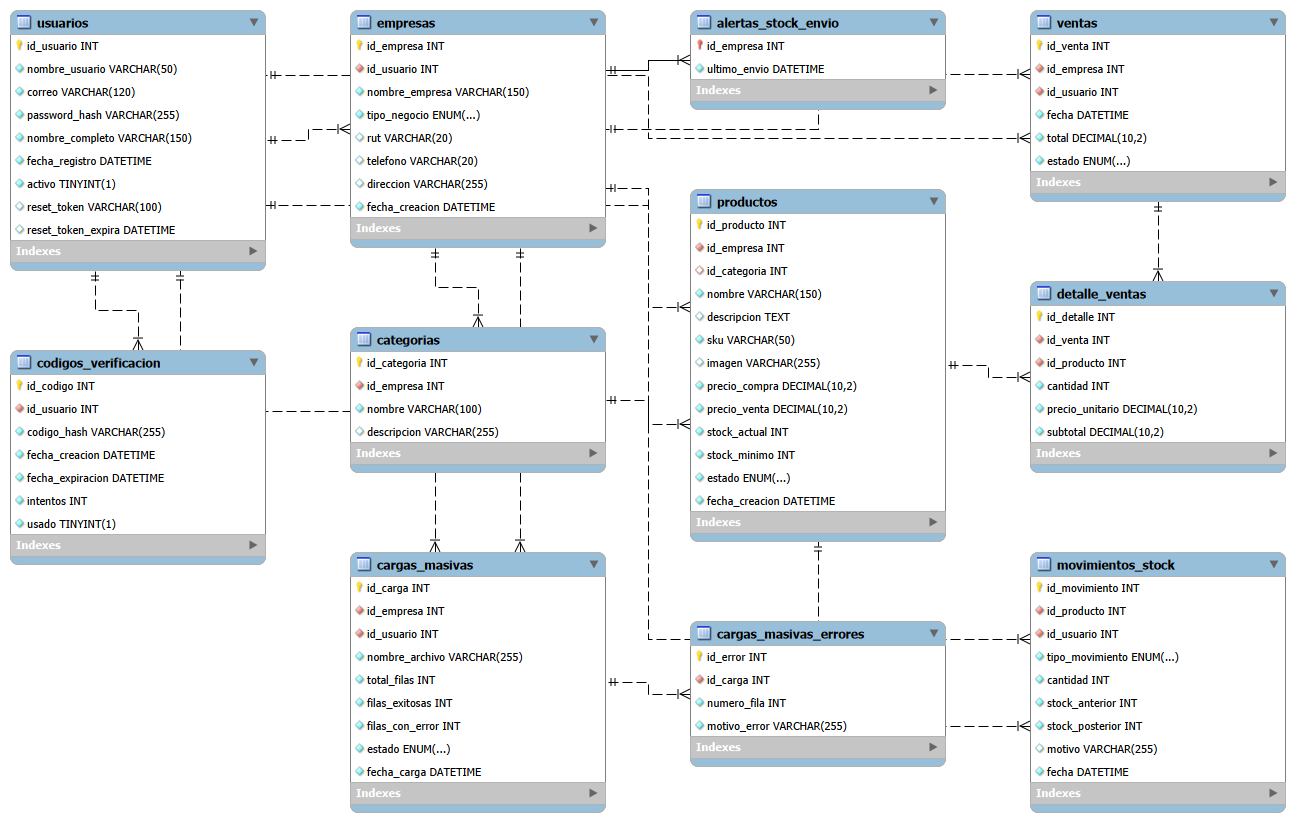 usuarios
id_usuario INT
nombre_usuario VARCHAR(50)
correo VARCHAR(120)
password_hash VARCHAR(255)
nombre_completo VARCHAR(150)
fecha_registro DATETIME
activo TINYINT(1)
reset_token VARCHAR(100)
reset_token_expira DATETIME
Indexes
empresas
id_empresa INT
id_usuario INT
nombre_empresa VARCHAR(150)
tipo_negocio ENUM(...)
rut VARCHAR(20)
telefono VARCHAR(20)
direccion VARCHAR(255)
fecha_creacion DATETIME
Indexes
alertas_stock_envio
id_empresa INT
ultimo_envio DATETIME
Indexes
ventas
id_venta INT
id_empresa INT
id_usuario INT
fecha DATETIME
total DECIMAL(10,2)
estado ENUM(...)
Indexes
productos
id_producto INT
id_empresa INT
id_categoria INT
nombre VARCHAR(150)
descripcion TEXT
sku VARCHAR(50)
imagen VARCHAR(255)
precio_compra DECIMAL(10,2)
precio_venta DECIMAL(10,2)
stock_actual INT
stock_minimo INT
estado ENUM(...)
fecha_creacion DATETIME
Indexes
detalle_ventas
id_detalle INT
id_venta INT
id_producto INT
cantidad INT
precio_unitario DECIMAL(10,2)
subtotal DECIMAL(10,2)
Indexes
codigos_verificacion
id_codigo INT
id_usuario INT
codigo_hash VARCHAR(255)
fecha_creacion DATETIME
fecha_expiracion DATETIME
intentos INT
usado TINYINT(1)
Indexes
categorias
id_categoria INT
id_empresa INT
nombre VARCHAR(100)
descripcion VARCHAR(255)
Indexes
cargas_masivas
id_carga INT
id_empresa INT
id_usuario INT
nombre_archivo VARCHAR(255)
total_filas INT
filas_exitosas INT
filas_con_error INT
estado ENUM(...)
fecha_carga DATETIME
Indexes
cargas_masivas_errores
id_error INT
id_carga INT
numero_fila INT
motivo_error VARCHAR(255)
Indexes
movimientos_stock
id_movimiento INT
id_producto INT
id_usuario INT
tipo_movimiento ENUM(...)
cantidad INT
stock_anterior INT
stock_posterior INT
motivo VARCHAR(255)
fecha DATETIME
Indexes